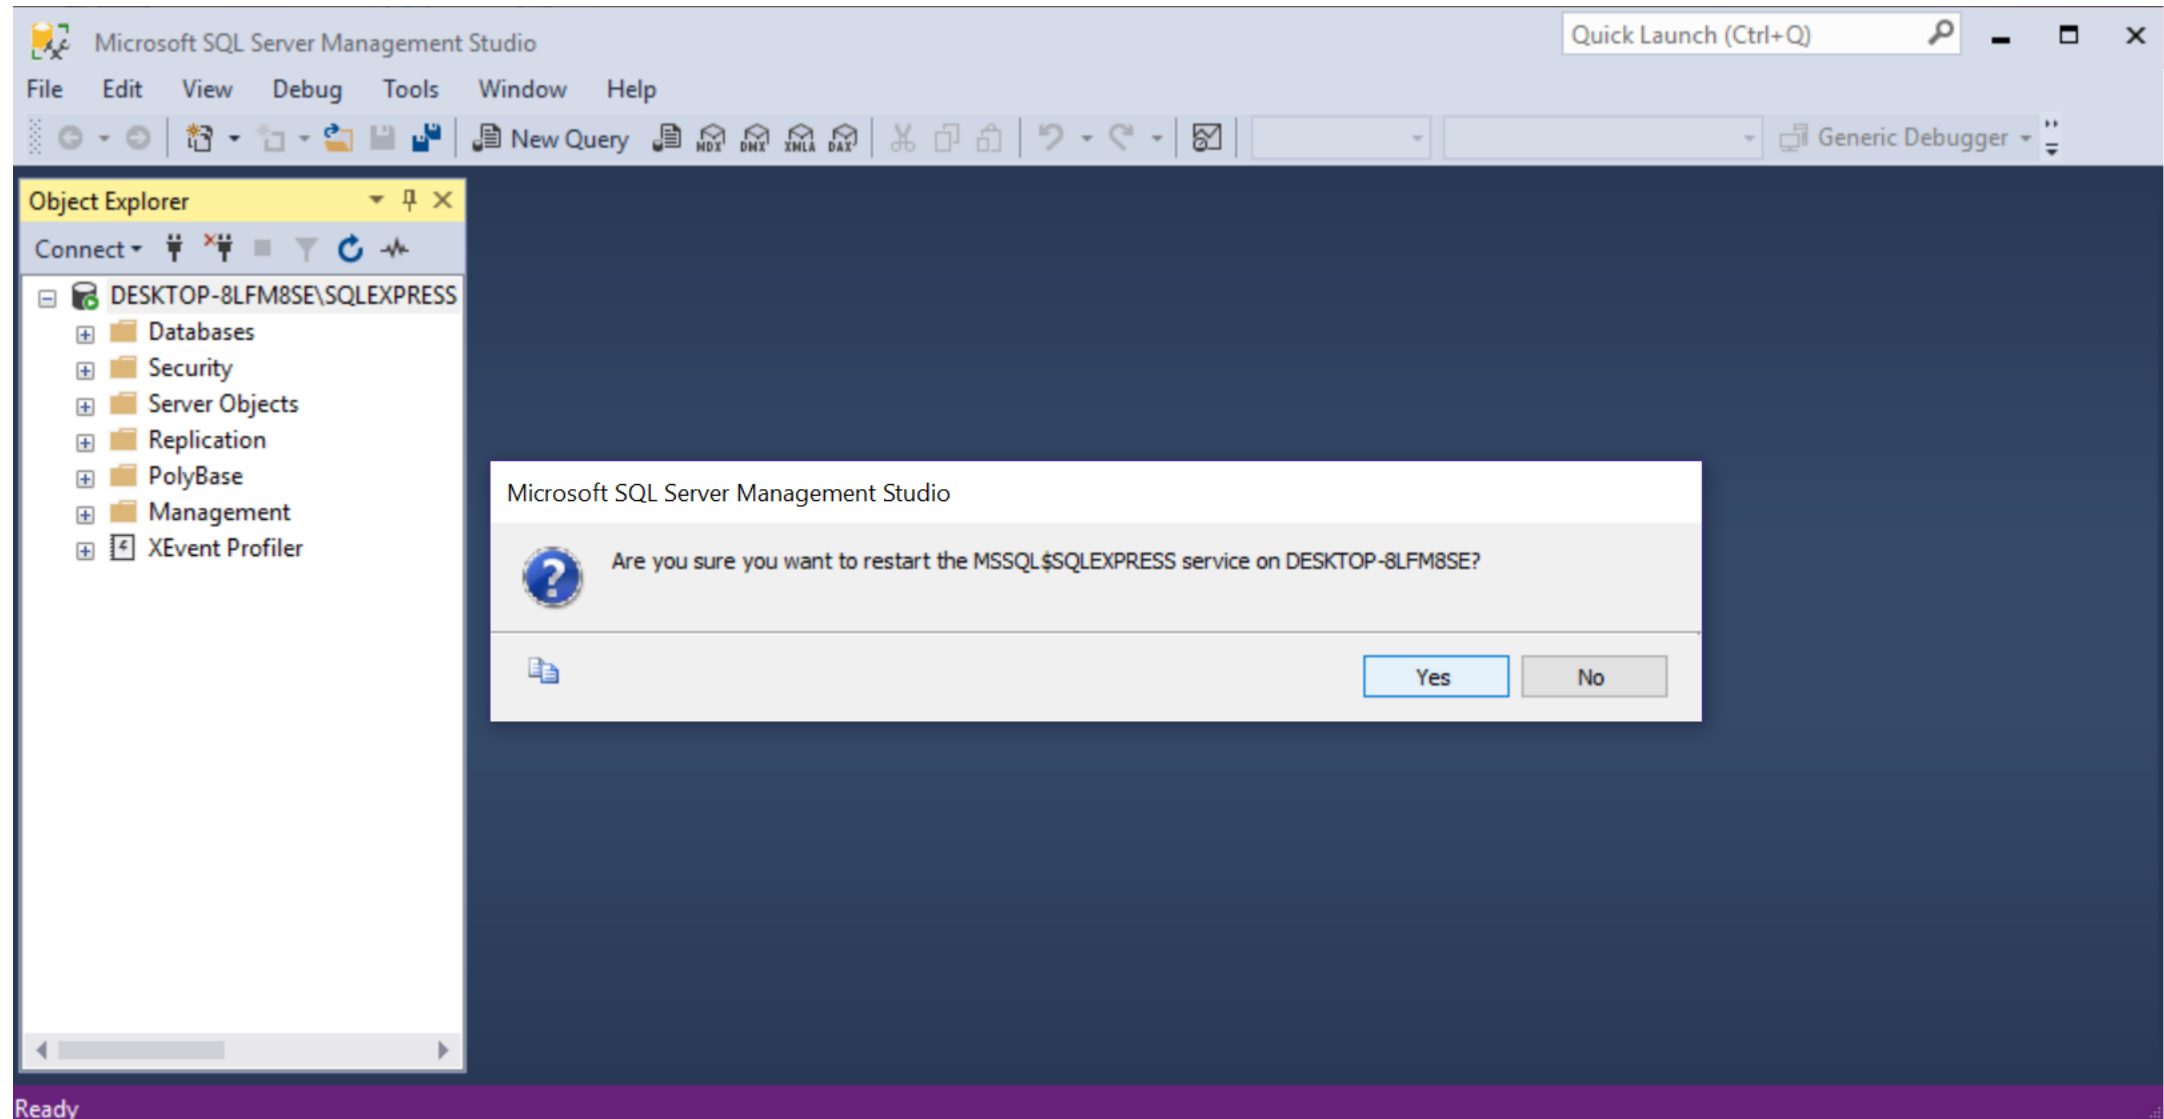 Microsoft SQL Server Management Studio
Quick Launch (Ctrl+Q)
File Edit View Debug Tools Window Help
New Query MDX DMX XMLA DAX Generic Debugger
Object Explorer
Connect
DESKTOP-8LFM8SE\SQLEXPRESS
Databases
Security
Server Objects
Replication
PolyBase
Management
XEvent Profiler
Microsoft SQL Server Management Studio
Are you sure you want to restart the MSSQL$SQLEXPRESS service on DESKTOP-8LFM8SE?
Yes No
Ready